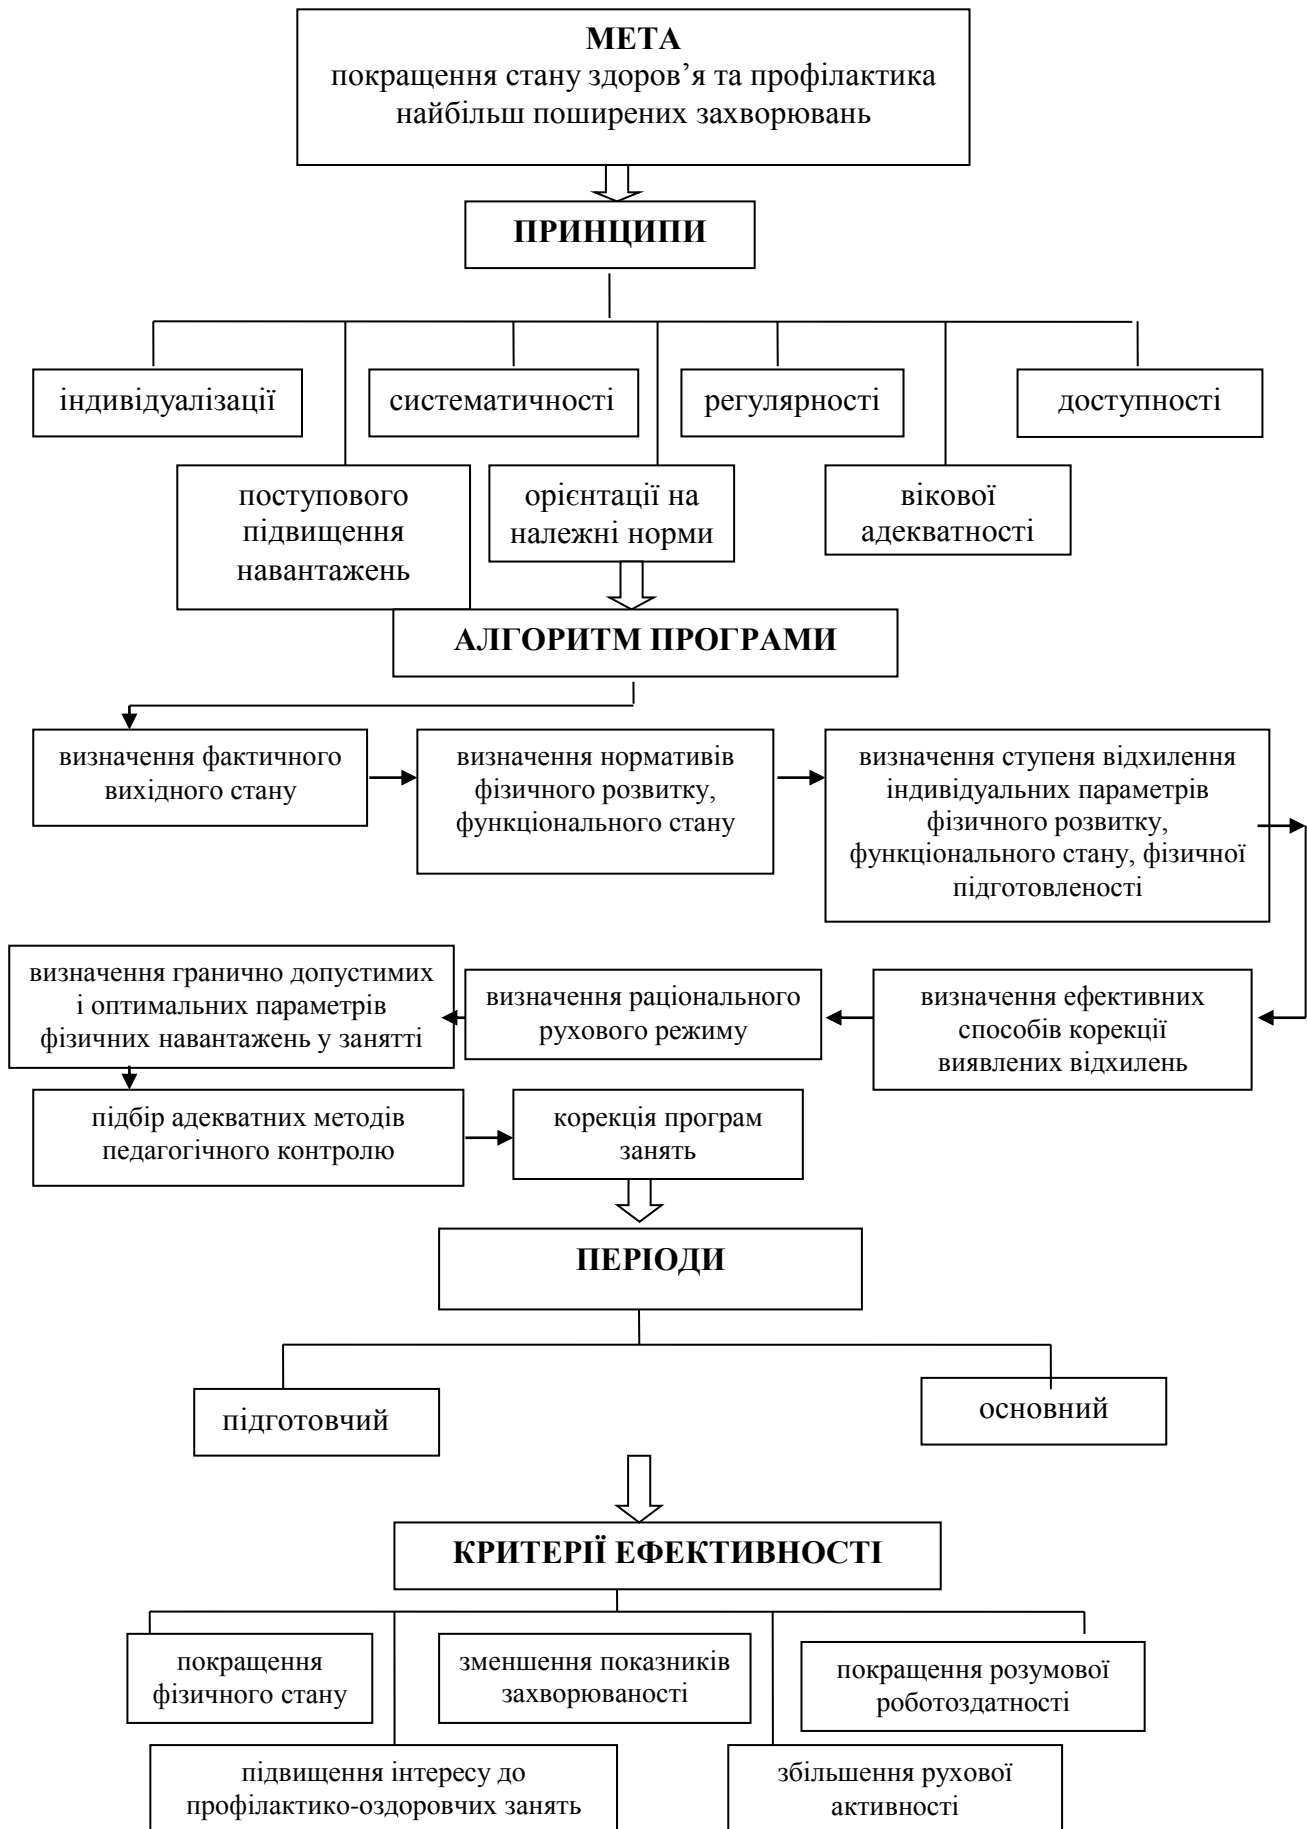 МЕТА
покращення стану здоров’я та профілактика
найбільш поширених захворювань
ПРИНЦИПИ
індивідуалізації
систематичності
регулярності
доступності
поступового
підвищення
навантажень
орієнтації на
належні норми
вікової
адекватності
АЛГОРИТМ ПРОГРАМИ
визначення фактичного
вихідного стану
визначення нормативів
фізичного розвитку,
функціонального стану
визначення ступеня відхилення
індивідуальних параметрів
фізичного розвитку,
функціонального стану, фізичної
підготовленості
визначення гранично допустимих
і оптимальних параметрів
фізичних навантажень у занятті
визначення раціонального
рухового режиму
визначення ефективних
способів корекції
виявлених відхилень
підбір адекватних методів
педагогічного контролю
корекція програм
занять
ПЕРІОДИ
підготовчий
основний
КРИТЕРІЇ ЕФЕКТИВНОСТІ
покращення
фізичного стану
зменшення показників
захворюваності
покращення розумової
роботоздатності
підвищення інтересу до
профілактико-оздоровчих занять
збільшення рухової
активності